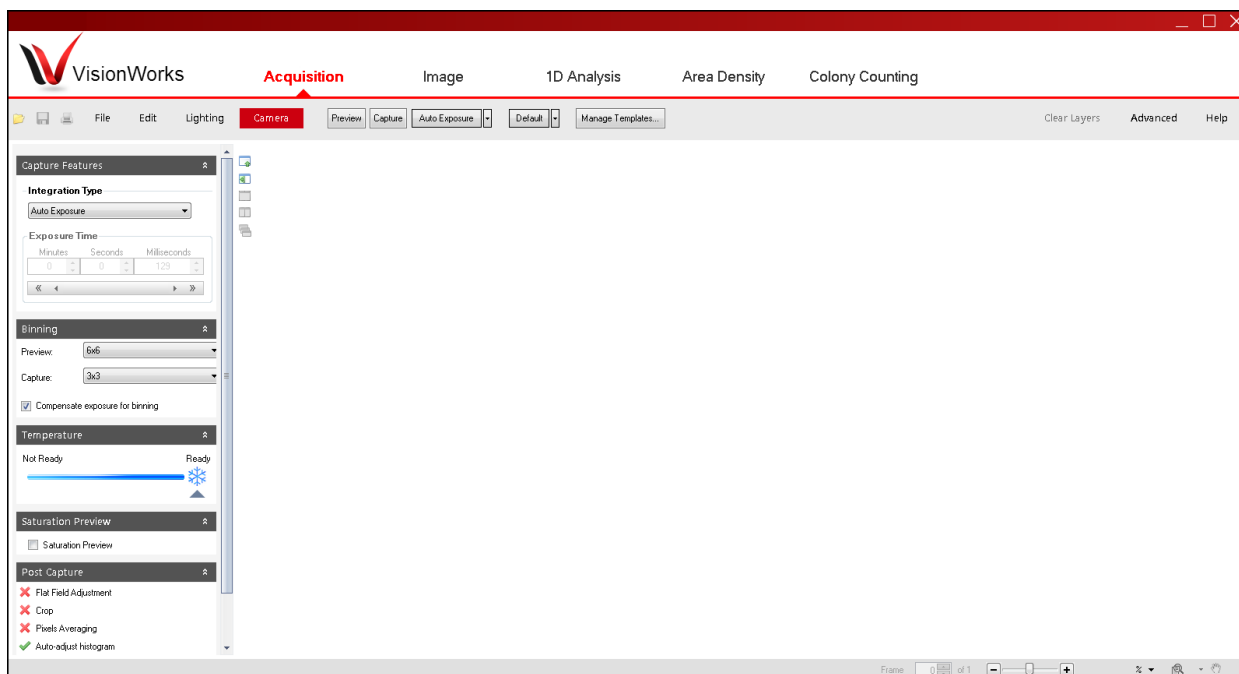 VisionWorks
Acquisition Image 1D Analysis Area Density Colony Counting
File Edit Lighting Camera Preview Capture Auto Exposure Default Manage Templates... Clear Layers Advanced Help
Capture Features
Integration Type
Auto Exposure
Exposure Time
Minutes Seconds Milliseconds
0 0 129
Binning
Preview: 6x6
Capture: 3x3
Compensate exposure for binning
Temperature
Not Ready Ready
Saturation Preview
Saturation Preview
Post Capture
Flat Field Adjustment
Crop
Pixels Averaging
Auto-adjust histogram
Frame 0 of 1 %